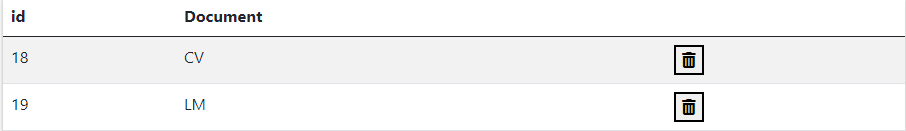 id Document
18 CV
19 LM